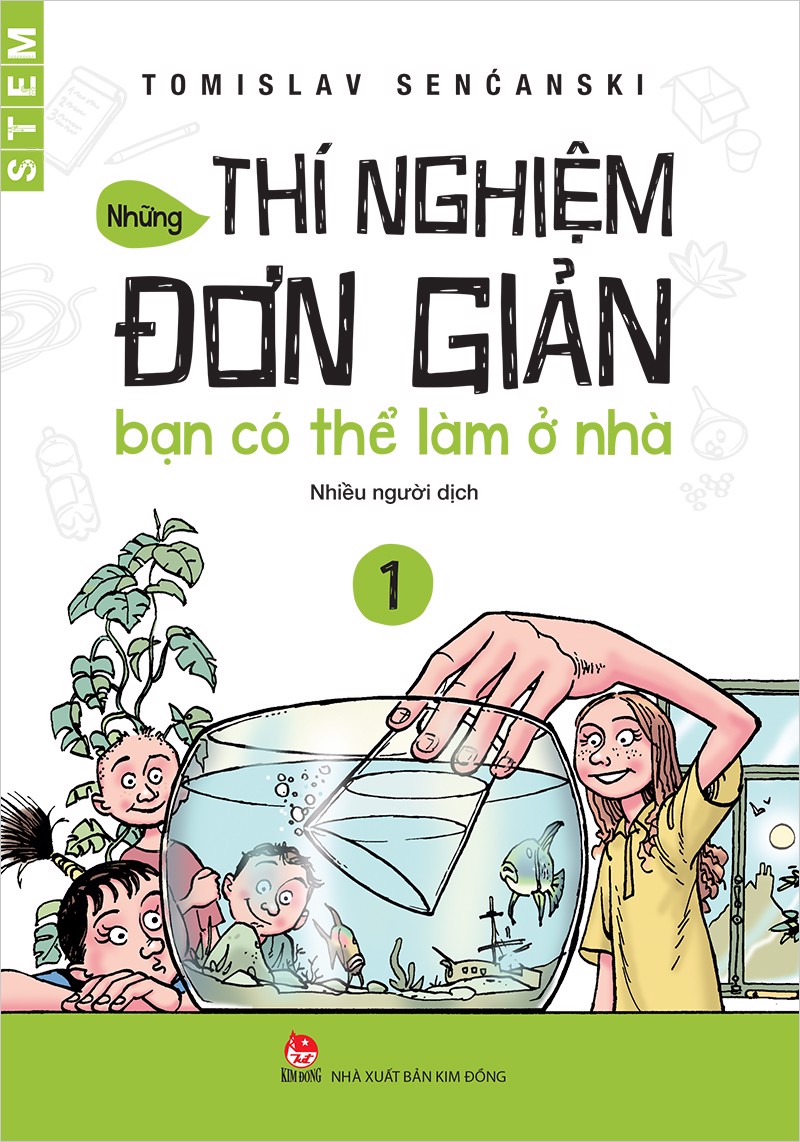 STEM
TOMISLAV SENĆANSKI
Những
THÍ NGHIỆM
ĐƠN GIẢN
bạn có thể làm ở nhà
Nhiều người dịch
1
KIM ĐỒNG
NHÀ XUẤT BẢN KIM ĐỒNG